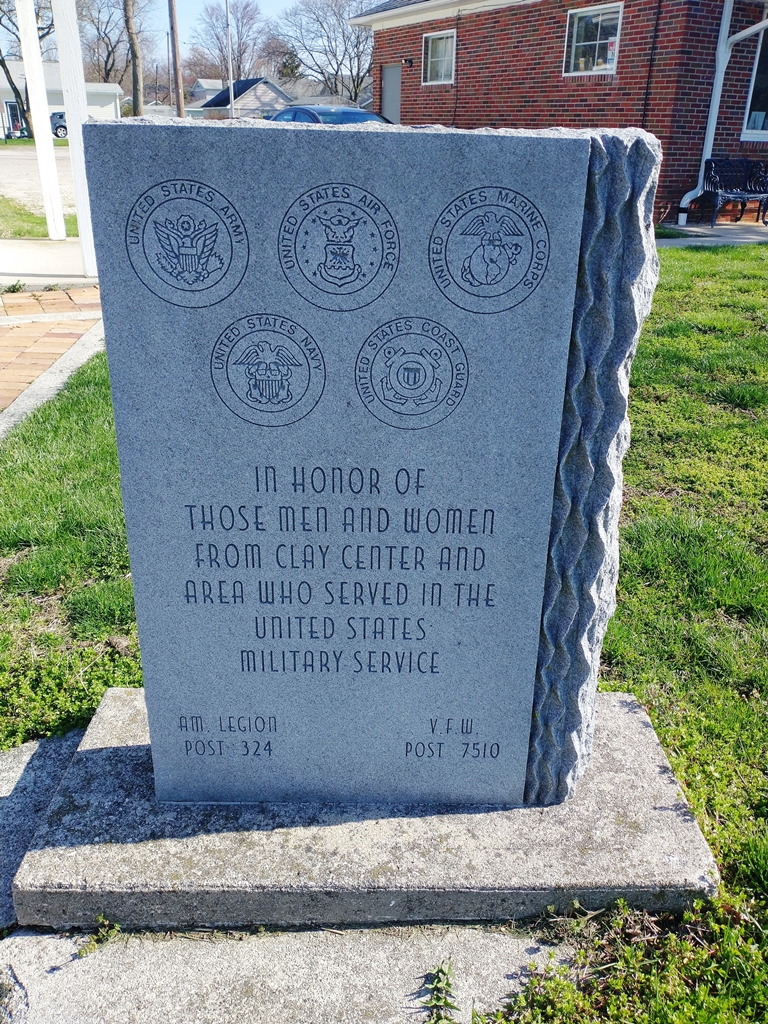 UNITED STATES ARMY
UNITED STATES AIR FORCE
UNITED STATES MARINE CORPS
UNITED STATES NAVY
UNITED STATES COAST GUARD
IN HONOR OF
THOSE MEN AND WOMEN
FROM CLAY CENTER AND
AREA WHO SERVED IN THE
UNITED STATES
MILITARY SERVICE
AM. LEGION
POST 324
V.F.W.
POST 7510